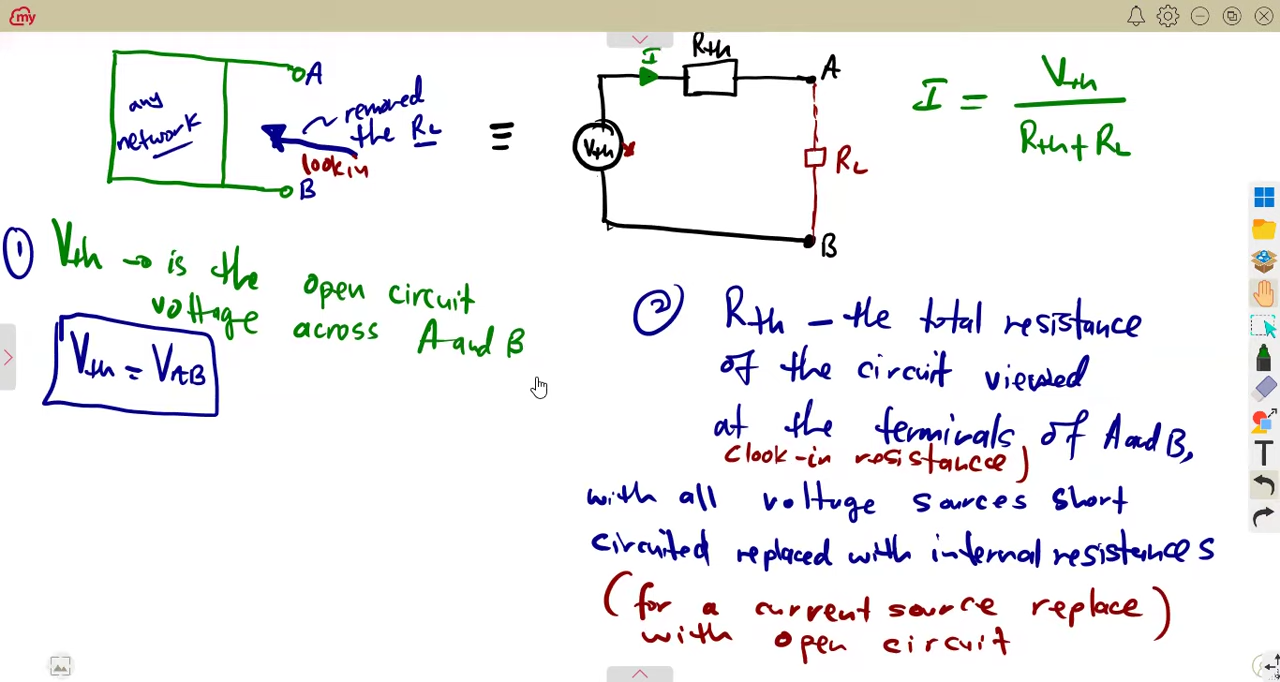 my
any
network
A
removed
the RL
look in
B
≡
I
Rth
A
Vth
RL
B
I = Vth / Rth + RL
① Vth → is the open circuit
voltage across A and B
Vth = VAB
② Rth – the total resistance
of the circuit viewed
at the terminals of A and B,
(look-in resistance)
with all voltage sources short
circuited replaced with internal resistances
(for a current source replace
with open circuit)
T